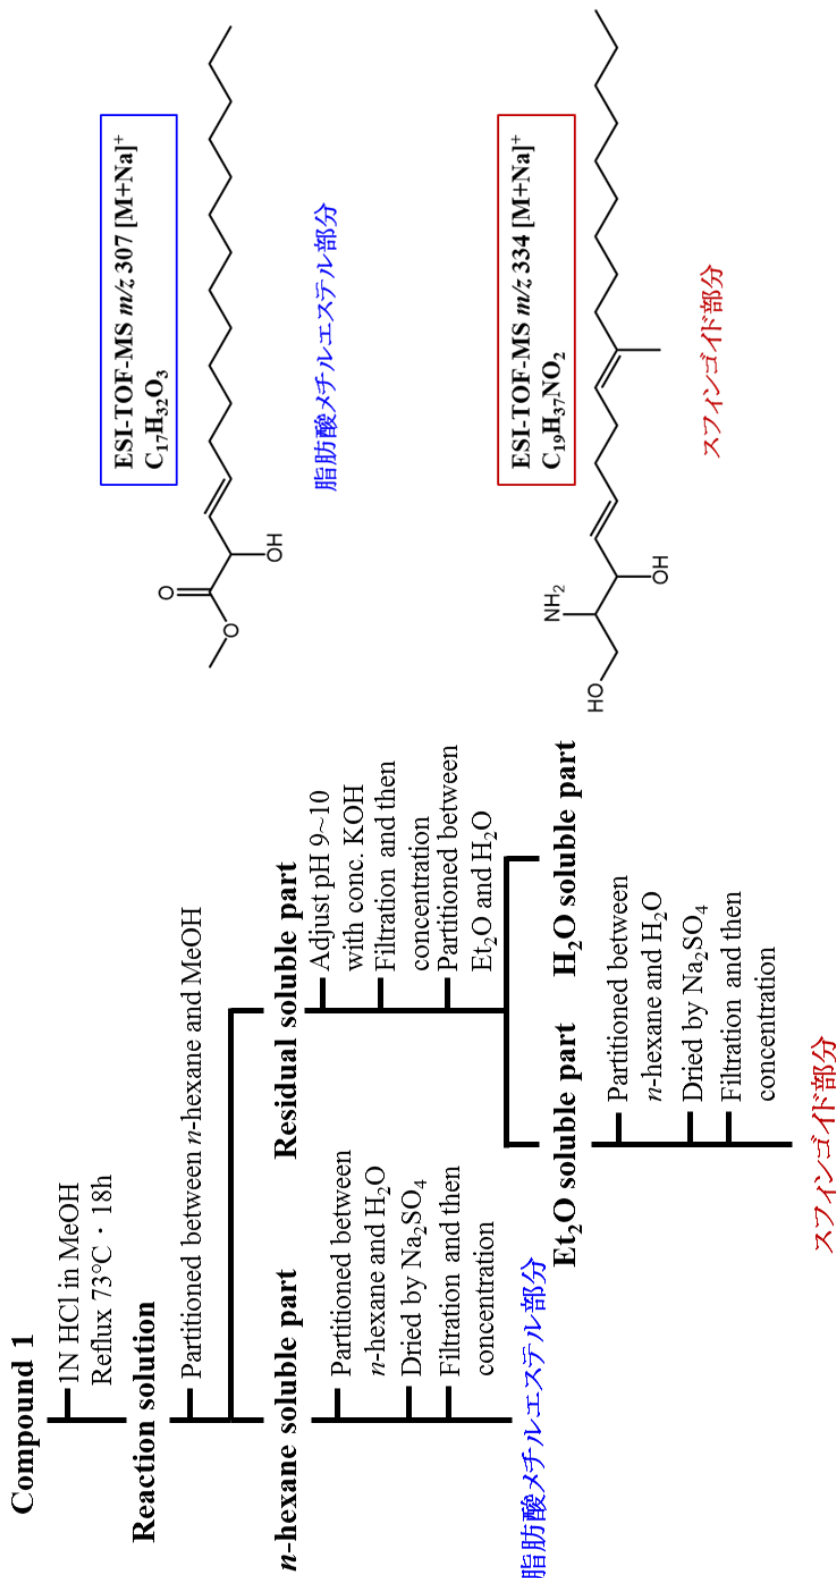 Compound 1
1N HCl in MeOH
Reflux 73°C・18h
Reaction solution
Partitioned between n-hexane and MeOH
n-hexane soluble part
Residual soluble part
Partitioned between
n-hexane and H₂O
Dried by Na₂SO₄
Filtration and then
concentration
脂肪酸メチルエステル部分
Adjust pH 9~10
with conc. KOH
Filtration and then
concentration
Partitioned between
Et₂O and H₂O
Et₂O soluble part
H₂O soluble part
Partitioned between
n-hexane and H₂O
Dried by Na₂SO₄
Filtration and then
concentration
スフィンゴイド部分
ESI-TOF-MS m/z 307 [M+Na]⁺
C₁₇H₃₂O₃
O
O
OH
脂肪酸メチルエステル部分
ESI-TOF-MS m/z 334 [M+Na]⁺
C₁₉H₃₇NO₂
NH₂
HO
OH
スフィンゴイド部分